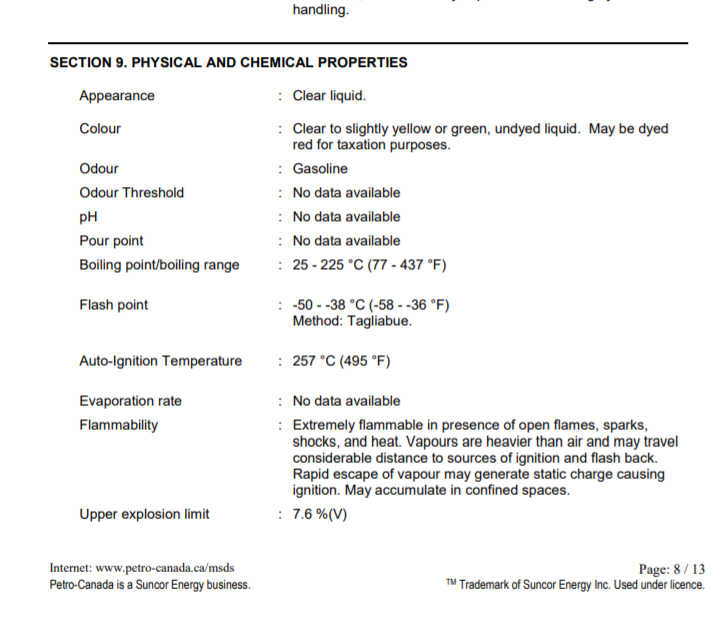 handling.
SECTION 9. PHYSICAL AND CHEMICAL PROPERTIES
Appearance : Clear liquid.
Colour : Clear to slightly yellow or green, undyed liquid. May be dyed
red for taxation purposes.
Odour : Gasoline
Odour Threshold : No data available
pH : No data available
Pour point : No data available
Boiling point/boiling range : 25 - 225 °C (77 - 437 °F)
Flash point : -50 - -38 °C (-58 - -36 °F)
Method: Tagliabue.
Auto-Ignition Temperature : 257 °C (495 °F)
Evaporation rate : No data available
Flammability : Extremely flammable in presence of open flames, sparks,
shocks, and heat. Vapours are heavier than air and may travel
considerable distance to sources of ignition and flash back.
Rapid escape of vapour may generate static charge causing
ignition. May accumulate in confined spaces.
Upper explosion limit : 7.6 %(V)
Internet: www.petro-canada.ca/msds Page: 8 / 13
Petro-Canada is a Suncor Energy business. ™ Trademark of Suncor Energy Inc. Used under licence.